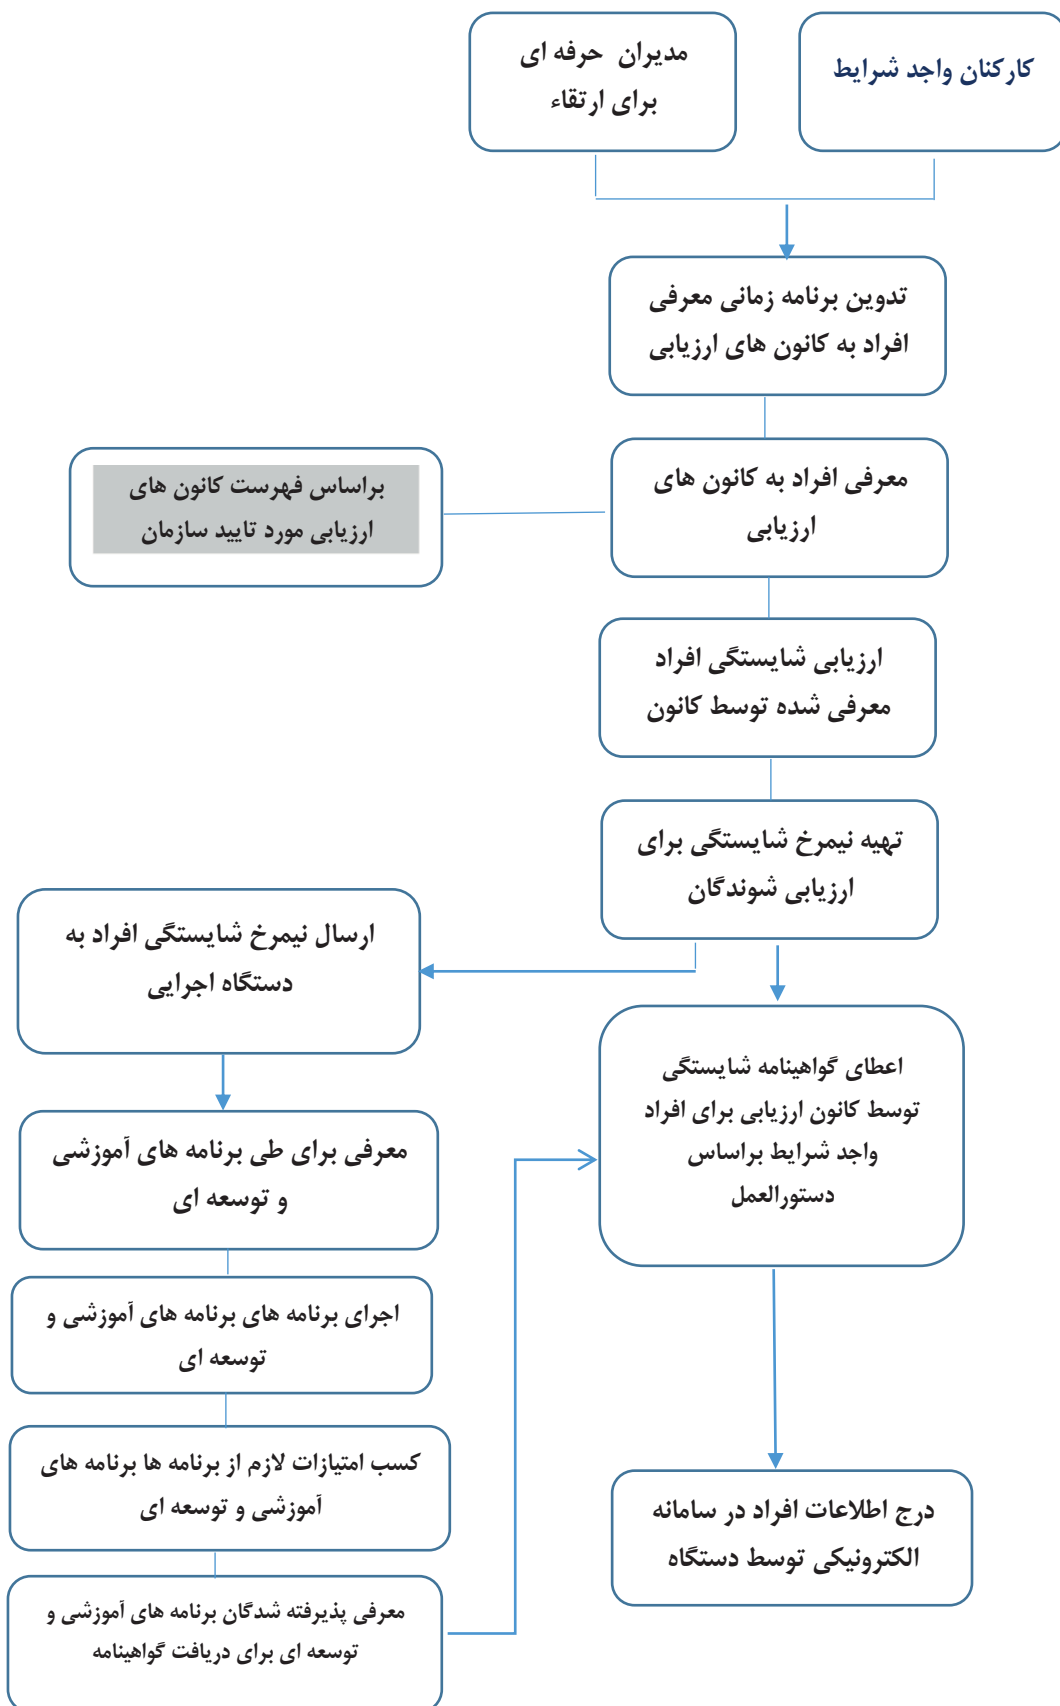 کارکنان واجد شرایط
مدیران حرفه ای
برای ارتقاء
تدوین برنامه زمانی معرفی
افراد به کانون های ارزیابی
معرفی افراد به کانون های
ارزیابی
براساس فهرست کانون های
ارزیابی مورد تایید سازمان
ارزیابی شایستگی افراد
معرفی شده توسط کانون
تهیه نیمرخ شایستگی برای
ارزیابی شوندگان
ارسال نیمرخ شایستگی افراد به
دستگاه اجرایی
اعطای گواهینامه شایستگی
توسط کانون ارزیابی برای افراد
واجد شرایط براساس
دستورالعمل
معرفی برای طی برنامه های آموزشی
و توسعه ای
اجرای برنامه های برنامه های آموزشی و
توسعه ای
کسب امتیازات لازم از برنامه ها برنامه های
آموزشی و توسعه ای
معرفی پذیرفته شدگان برنامه های آموزشی و
توسعه ای برای دریافت گواهینامه
درج اطلاعات افراد در سامانه
الکترونیکی توسط دستگاه